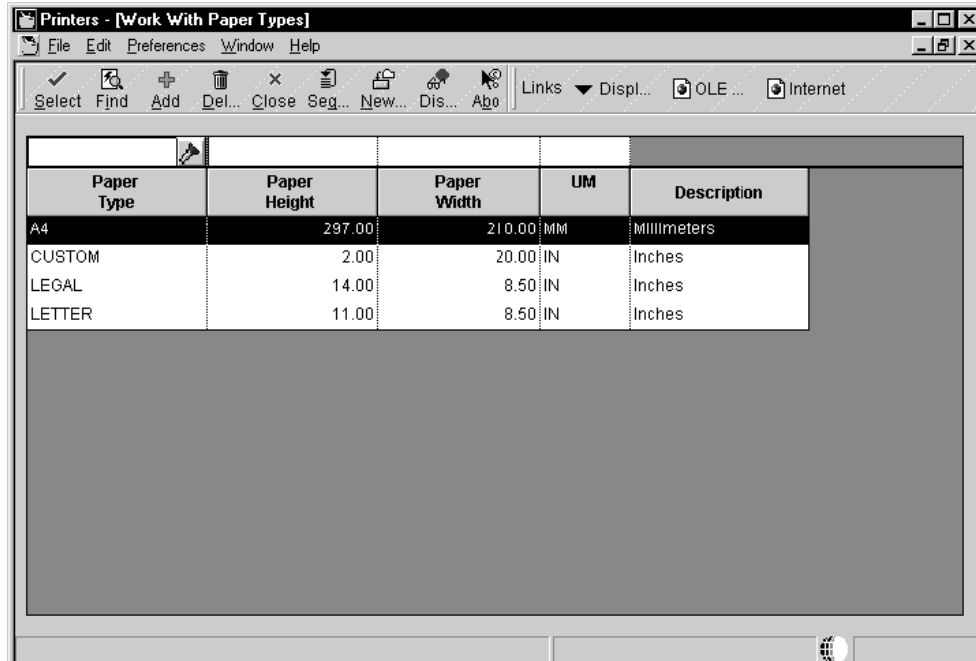 Printers - [Work With Paper Types]
File Edit Preferences Window Help
Select Find Add Del... Close Seq... New... Dis... Abo Links Displ... OLE ... Internet
Paper Type Paper Height Paper Width UM Description
A4 297.00 210.00 MM Millimeters
CUSTOM 2.00 20.00 IN Inches
LEGAL 14.00 8.50 IN Inches
LETTER 11.00 8.50 IN Inches